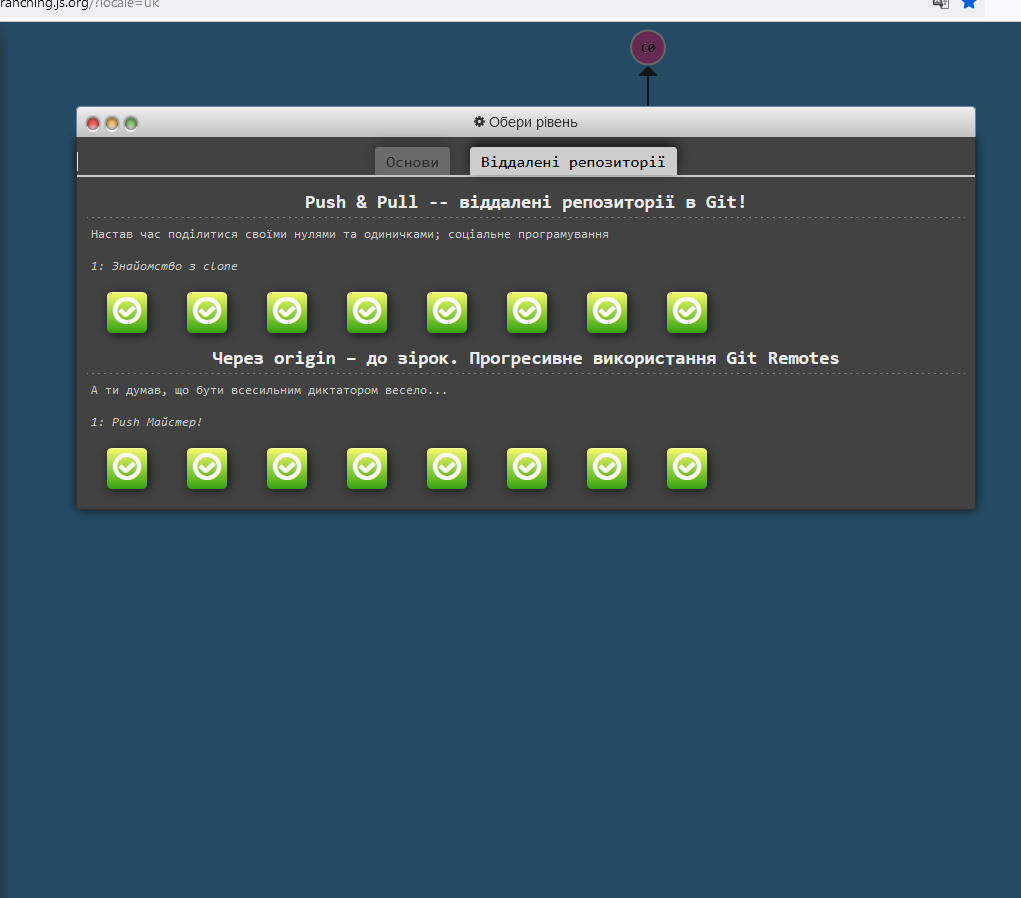 ranching.js.org/?locale=uk
C0
Обери рівень
Основи Віддалені репозиторії
Push & Pull -- віддалені репозиторії в Git!
Настав час поділитися своїми нулями та одиничками; соціальне програмування
1: Знайомство з clone
Через origin – до зірок. Прогресивне використання Git Remotes
А ти думав, що бути всесильним диктатором весело...
1: Push Майстер!